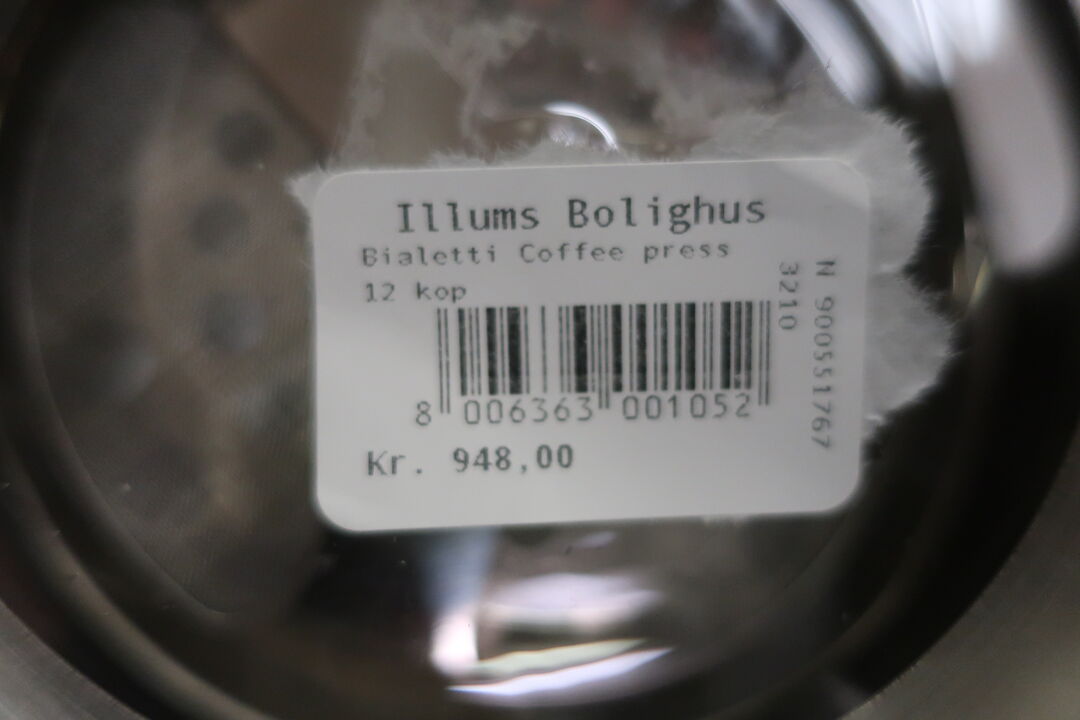 Illums Bolighus
Bialetti Coffee press
12 kop
8 006363 001052
Kr. 948,00
3210
N 900551767